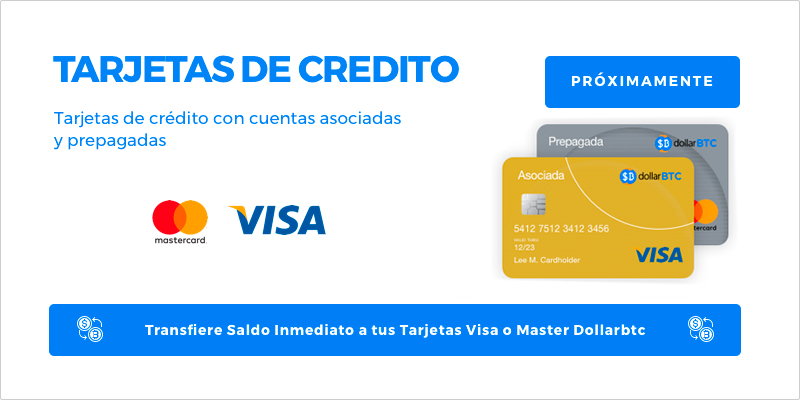 TARJETAS DE CREDITO
PRÓXIMAMENTE
Tarjetas de crédito con cuentas asociadas
y prepagadas
Prepagada
dollarBTC
Asociada
dollarBTC
mastercard
VISA
5412 7512 3412 3456
12/23
Lee M. Cardholder
VISA
mastercard.
Transfiere Saldo Inmediato a tus Tarjetas Visa o Master Dollarbtc